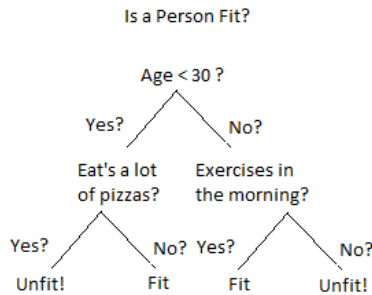 Is a Person Fit?
Age < 30 ?
Yes?
No?
Eat's a lot
of pizzas?
Exercises in
the morning?
Yes?
No?
Yes?
No?
Unfit!
Fit
Fit
Unfit!